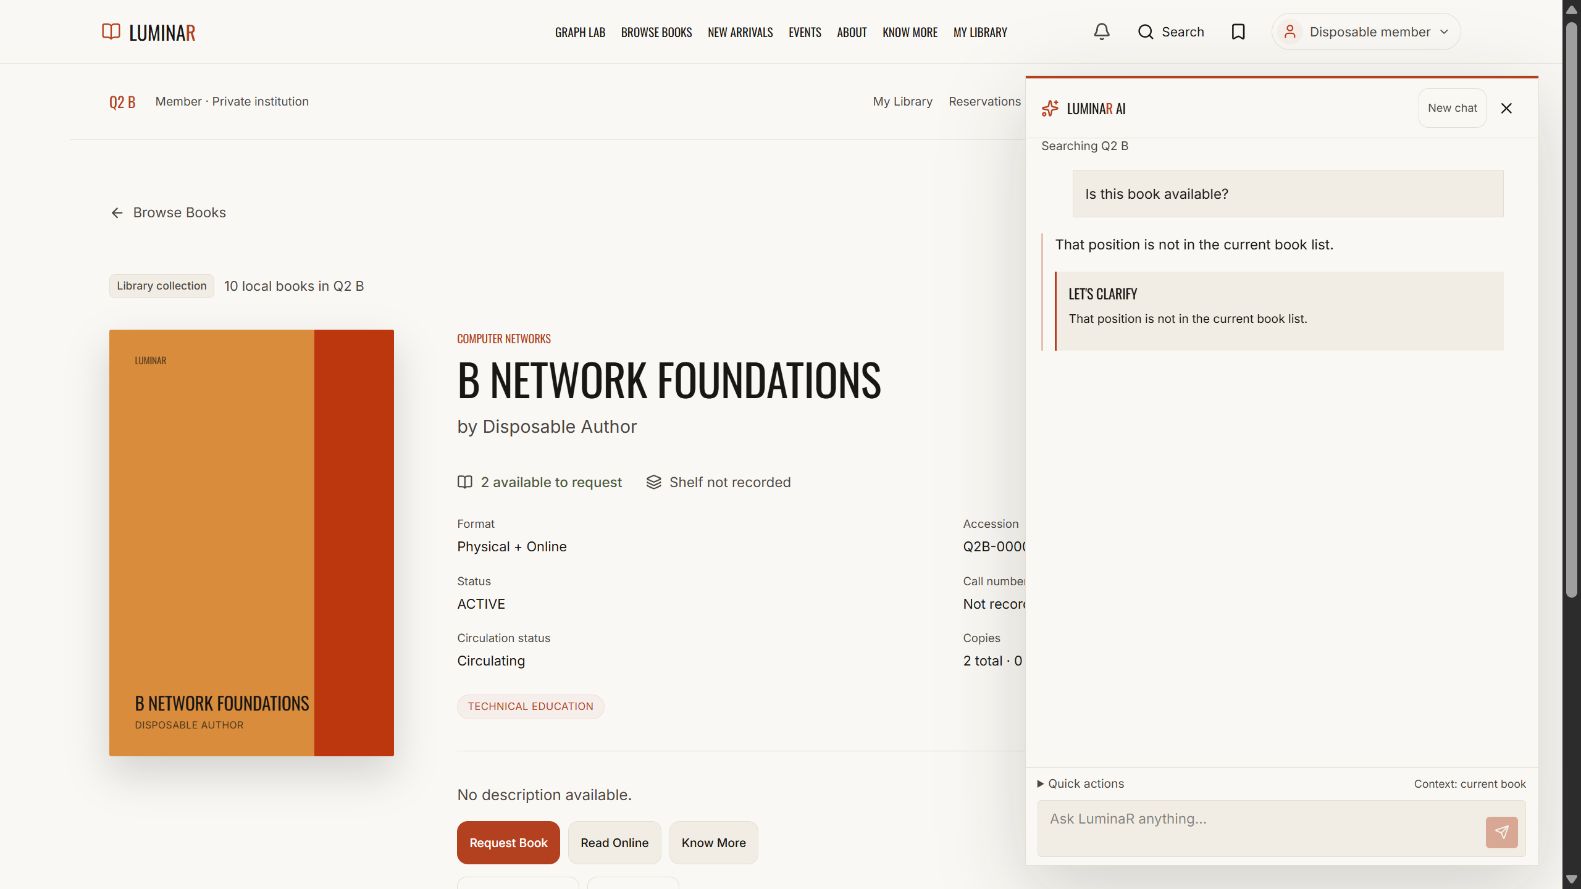 LUMINAR
GRAPH LAB
BROWSE BOOKS
NEW ARRIVALS
EVENTS
ABOUT
KNOW MORE
MY LIBRARY
Search
Disposable member
Q2 B
Member · Private institution
My Library
Reservations
Browse Books
Library collection
10 local books in Q2 B
LUMINAR
B NETWORK FOUNDATIONS
DISPOSABLE AUTHOR
COMPUTER NETWORKS
B NETWORK FOUNDATIONS
by Disposable Author
2 available to request
Shelf not recorded
Format
Physical + Online
Accession
Q2B-000
Status
ACTIVE
Call number
Not recor
Circulation status
Circulating
Copies
2 total · 0
TECHNICAL EDUCATION
No description available.
Request Book
Read Online
Know More
LUMINAR AI
New chat
Searching Q2 B
Is this book available?
That position is not in the current book list.
LET'S CLARIFY
That position is not in the current book list.
Quick actions
Context: current book
Ask LuminaR anything...